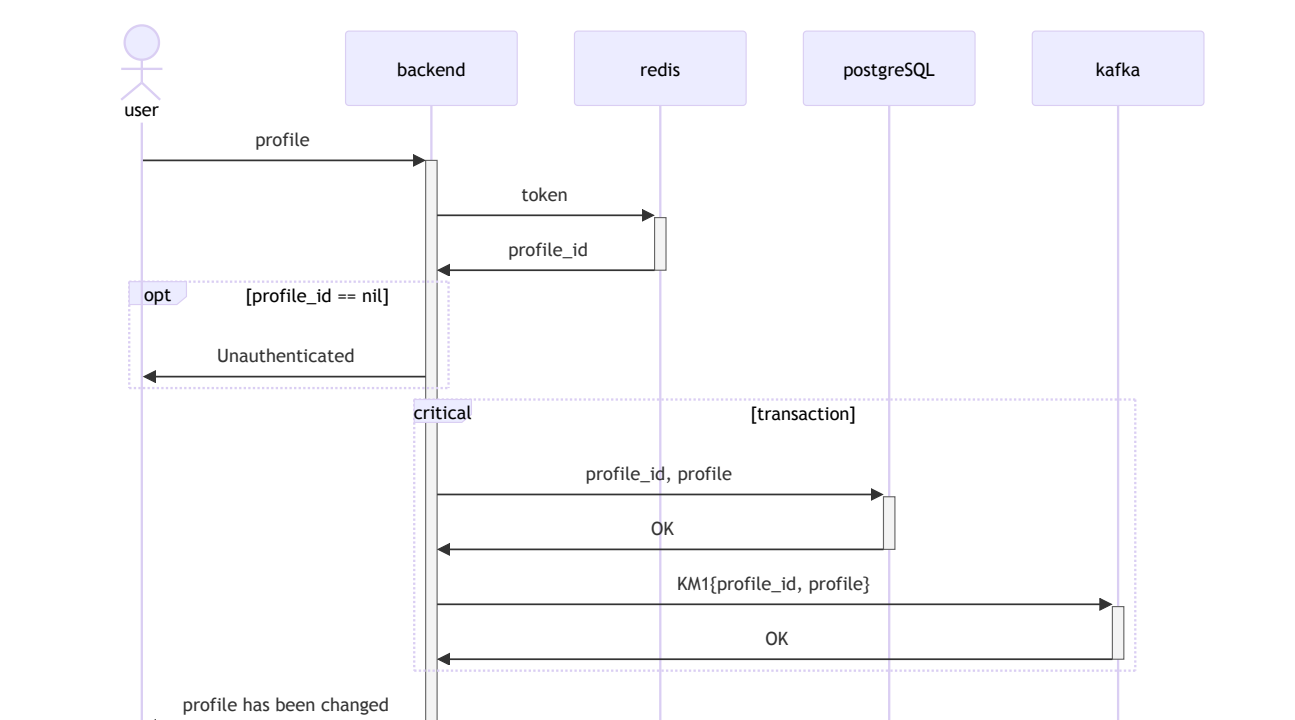 user
backend
redis
postgreSQL
kafka
profile
token
profile_id
opt
[profile_id == nil]
Unauthenticated
critical
[transaction]
profile_id, profile
OK
KM1{profile_id, profile}
OK
profile has been changed